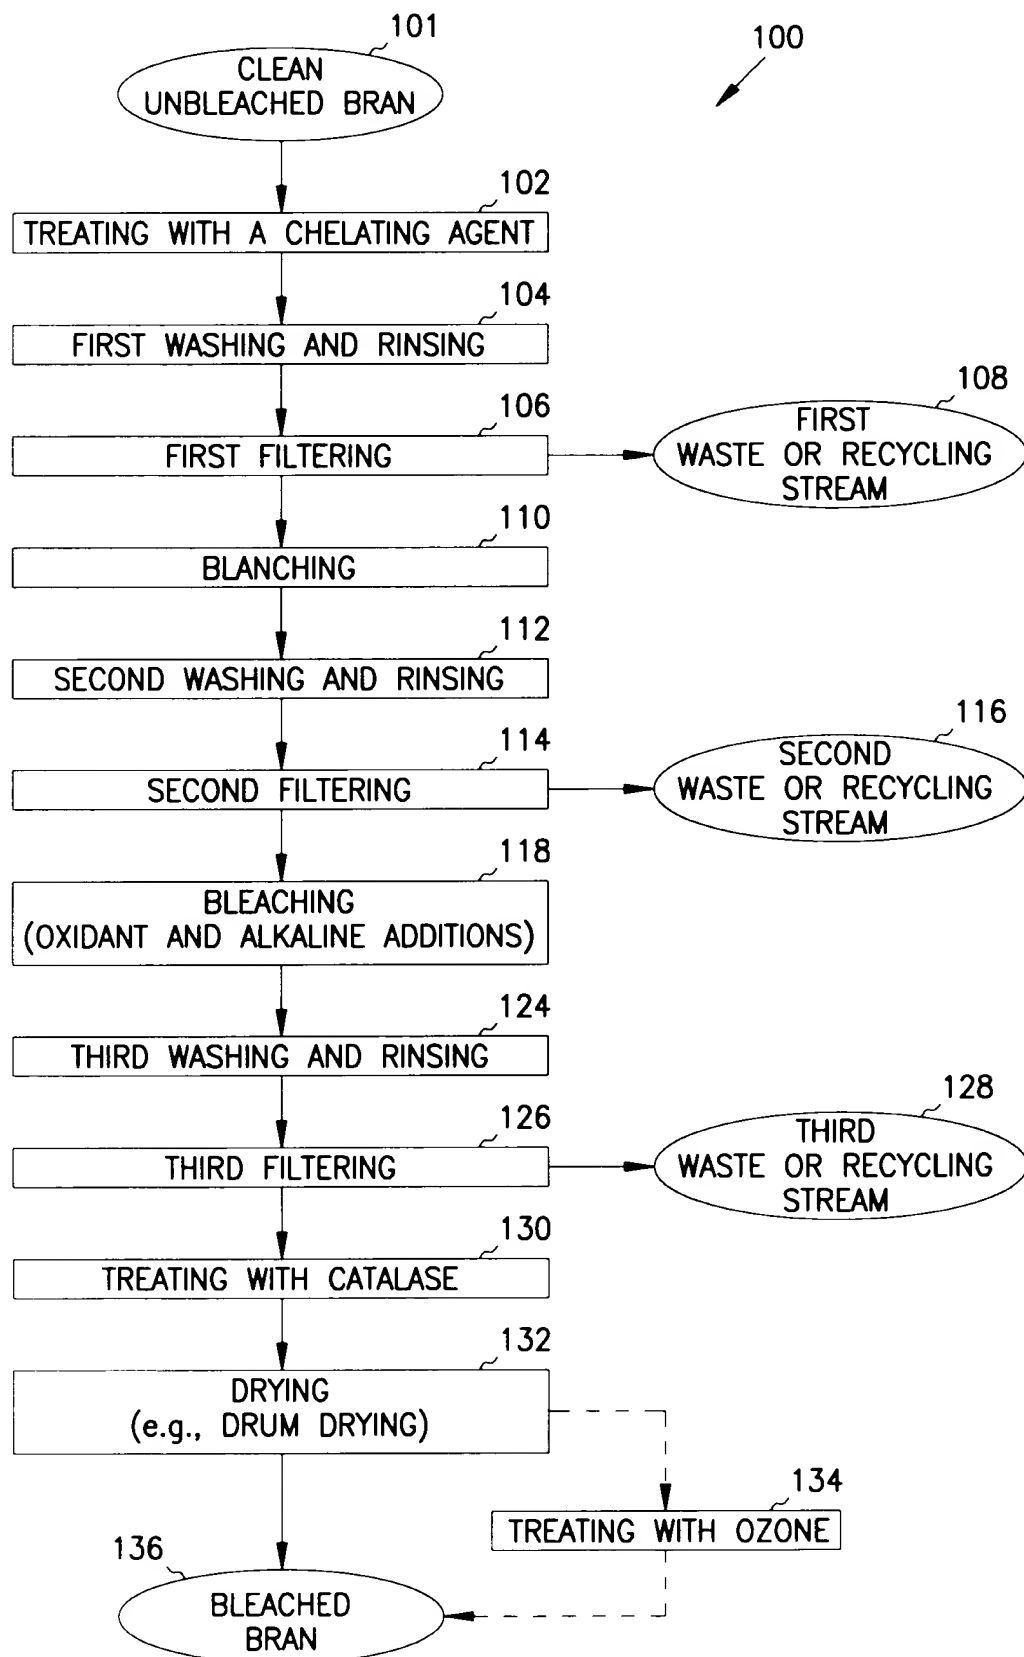 101
100
CLEAN
UNBLEACHED BRAN
102
TREATING WITH A CHELATING AGENT
104
FIRST WASHING AND RINSING
106
FIRST FILTERING
108
FIRST
WASTE OR RECYCLING
STREAM
110
BLANCHING
112
SECOND WASHING AND RINSING
114
SECOND FILTERING
116
SECOND
WASTE OR RECYCLING
STREAM
118
BLEACHING
(OXIDANT AND ALKALINE ADDITIONS)
124
THIRD WASHING AND RINSING
126
THIRD FILTERING
128
THIRD
WASTE OR RECYCLING
STREAM
130
TREATING WITH CATALASE
132
DRYING
(e.g., DRUM DRYING)
134
TREATING WITH OZONE
136
BLEACHED
BRAN